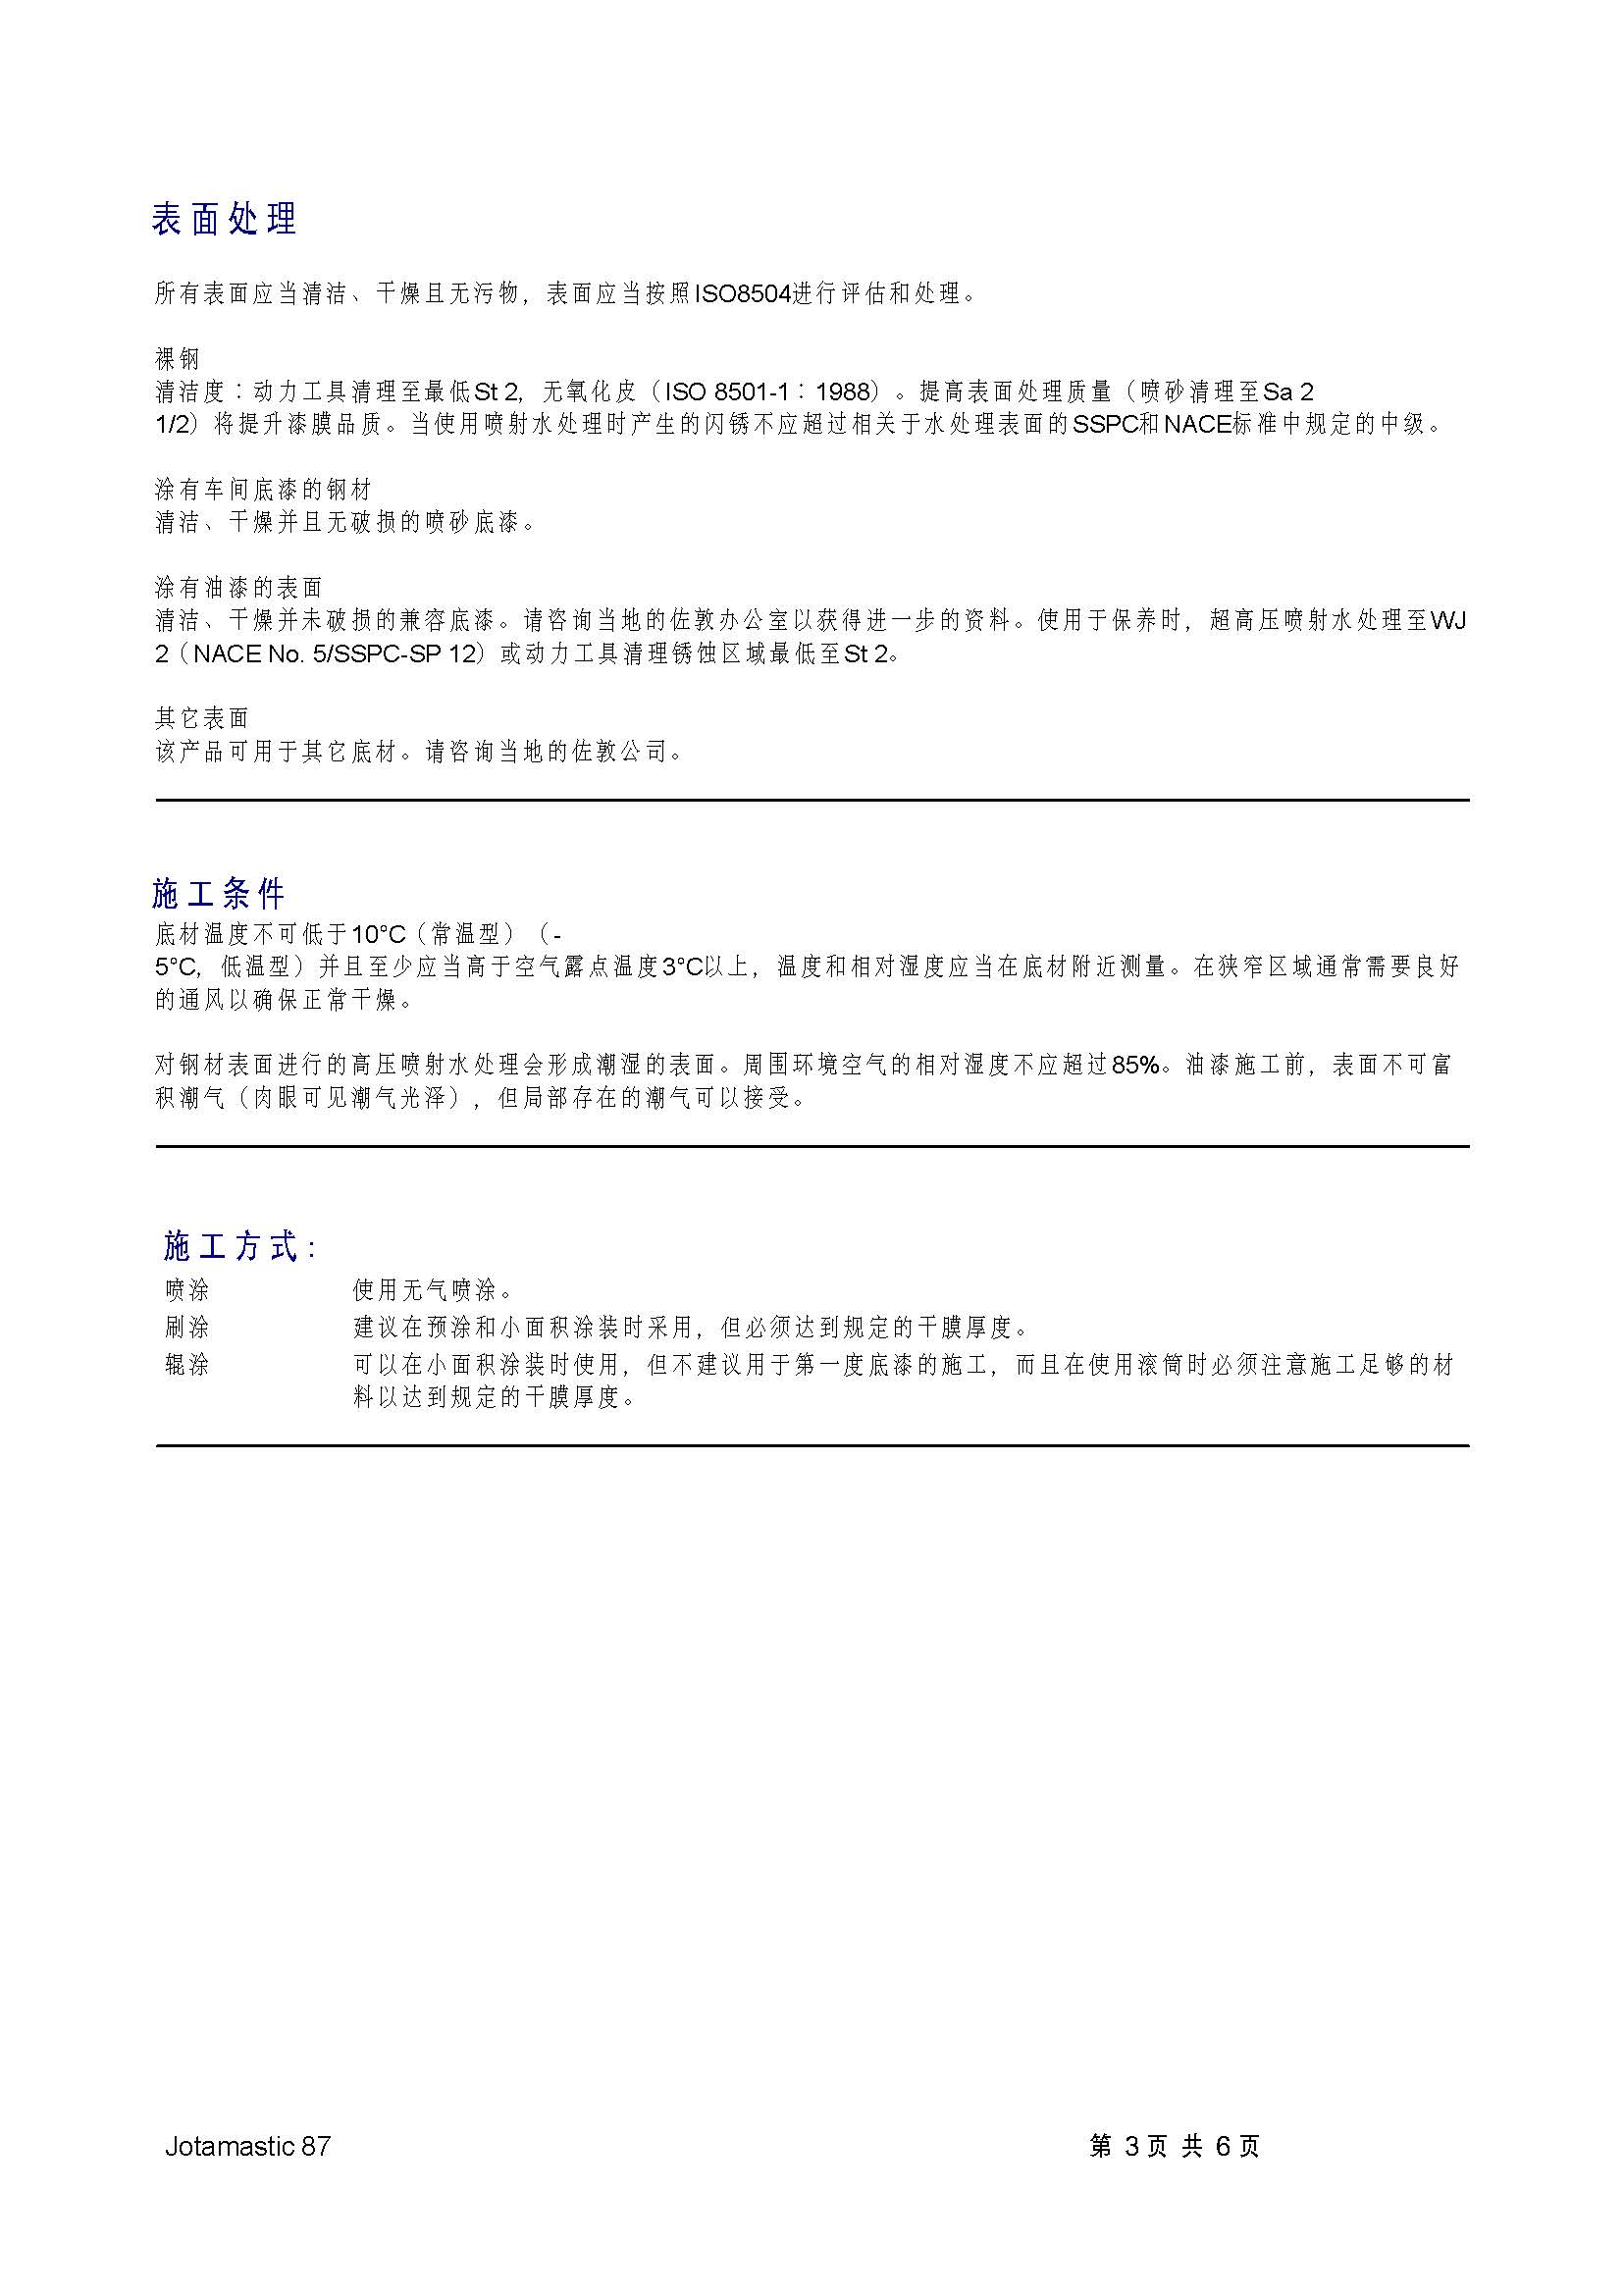 表面处理
所有表面应当清洁、干燥且无污物，表面应当按照ISO8504进行评估和处理。
裸钢
清洁度：动力工具清理至最低St 2，无氧化皮（ISO 8501-1：1988）。提高表面处理质量（喷砂清理至Sa 2
1/2）将提升漆膜品质。当使用喷射水处理时产生的闪锈不应超过相关于水处理表面的SSPC和NACE标准中规定的中级。
涂有车间底漆的钢材
清洁、干燥并且无破损的喷砂底漆。
涂有油漆的表面
清洁、干燥并未破损的兼容底漆。请咨询当地的佐敦办公室以获得进一步的资料。使用于保养时，超高压喷射水处理至WJ
2（NACE No. 5/SSPC-SP 12）或动力工具清理锈蚀区域最低至St 2。
其它表面
该产品可用于其它底材。请咨询当地的佐敦公司。
施工条件
底材温度不可低于10°C（常温型）（-
5°C，低温型）并且至少应当高于空气露点温度3°C以上，温度和相对湿度应当在底材附近测量。在狭窄区域通常需要良好
的通风以确保正常干燥。
对钢材表面进行的高压喷射水处理会形成潮湿的表面。周围环境空气的相对湿度不应超过85%。油漆施工前，表面不可富
积潮气（肉眼可见潮气光泽），但局部存在的潮气可以接受。
施工方式：
喷涂 使用无气喷涂。
刷涂 建议在预涂和小面积涂装时采用，但必须达到规定的干膜厚度。
辊涂 可以在小面积涂装时使用，但不建议用于第一度底漆的施工，而且在使用滚筒时必须注意施工足够的材
料以达到规定的干膜厚度。
Jotamastic 87 第 3 页 共 6 页